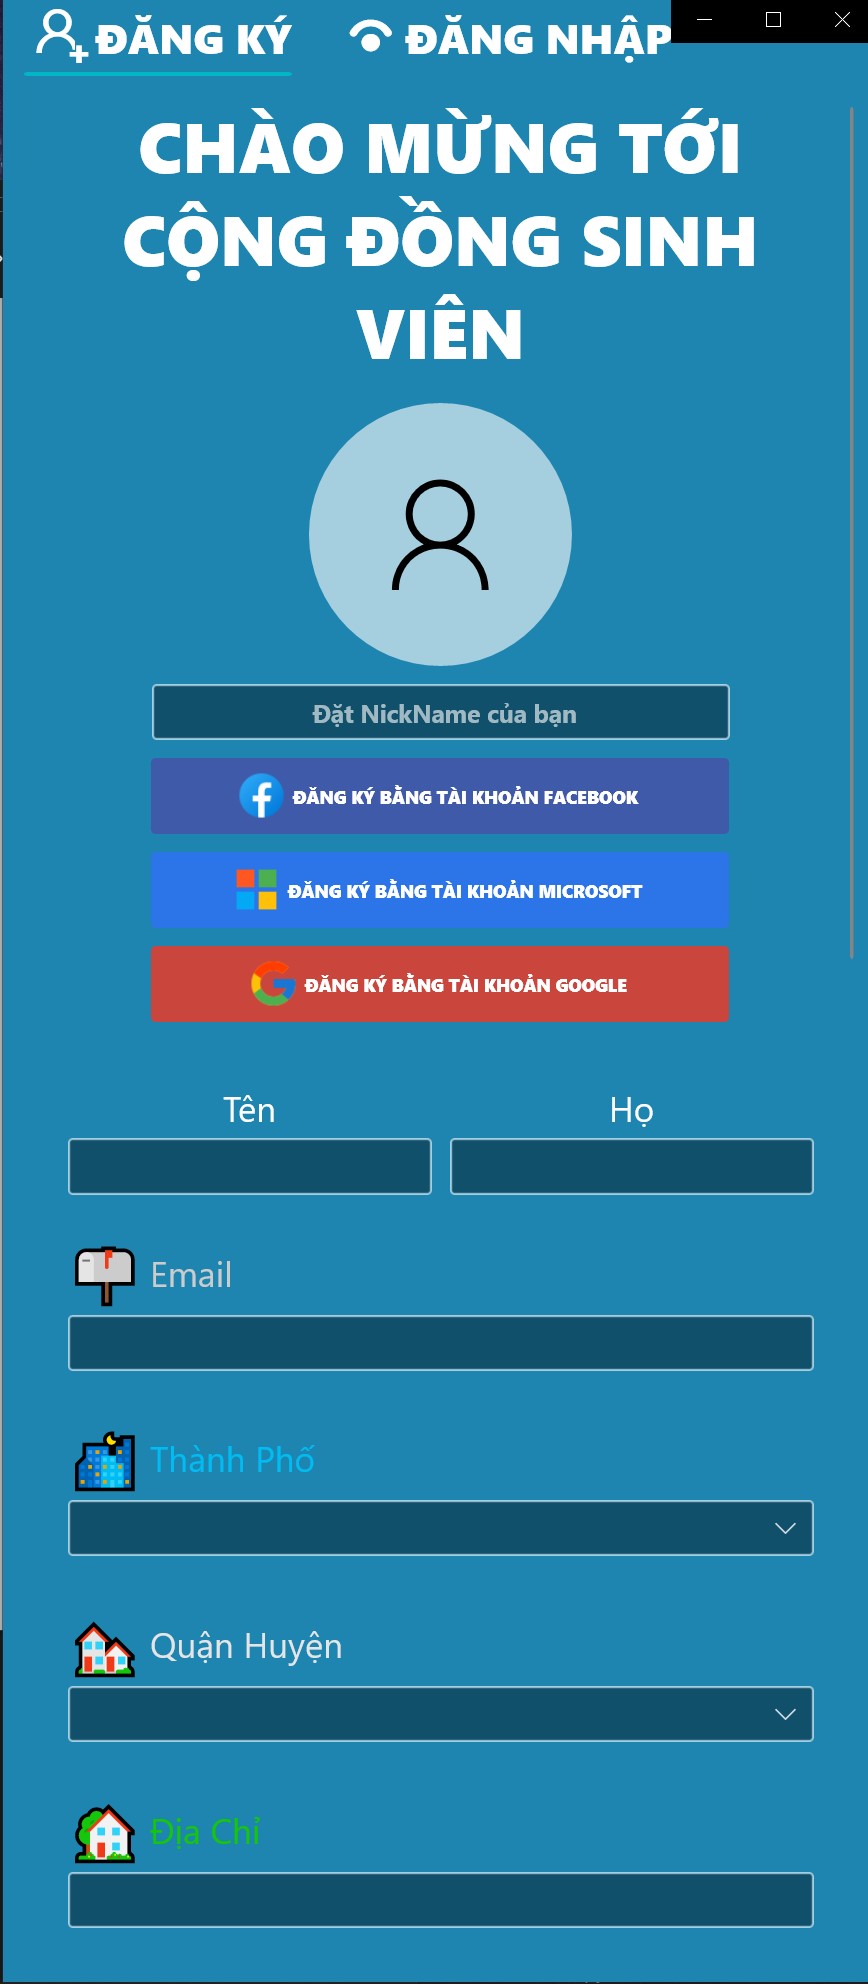 ĐĂNG KÝ ĐĂNG NHẬP
CHÀO MỪNG TỚI
CỘNG ĐỒNG SINH
VIÊN
Đặt NickName của bạn
ĐĂNG KÝ BẰNG TÀI KHOẢN FACEBOOK
ĐĂNG KÝ BẰNG TÀI KHOẢN MICROSOFT
ĐĂNG KÝ BẰNG TÀI KHOẢN GOOGLE
Tên Họ
Email
Thành Phố
Quận Huyện
Địa Chỉ